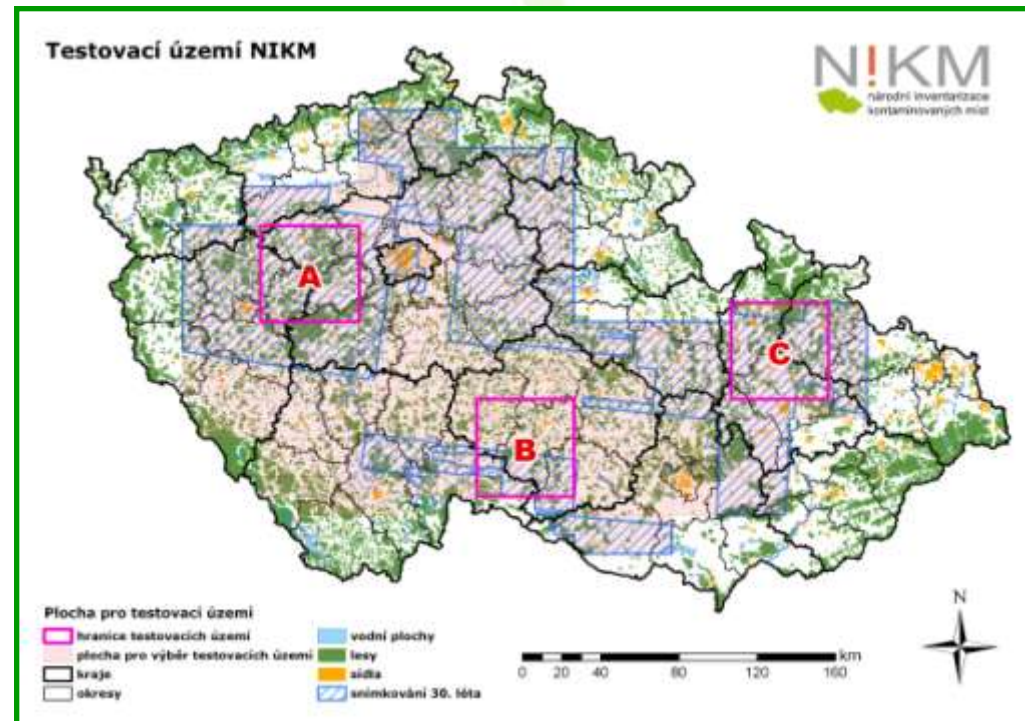 Testovací území NIKM
N!KM
národní inventarizace
kontaminovaných míst
A
B
C
Plocha pro testovací území
hranice testovacích území
plocha pro výběr testovacích území
kraje
okresy
vodní plochy
lesy
sídla
snímkování 30. léta
km
0 20 40 80 120 160
N